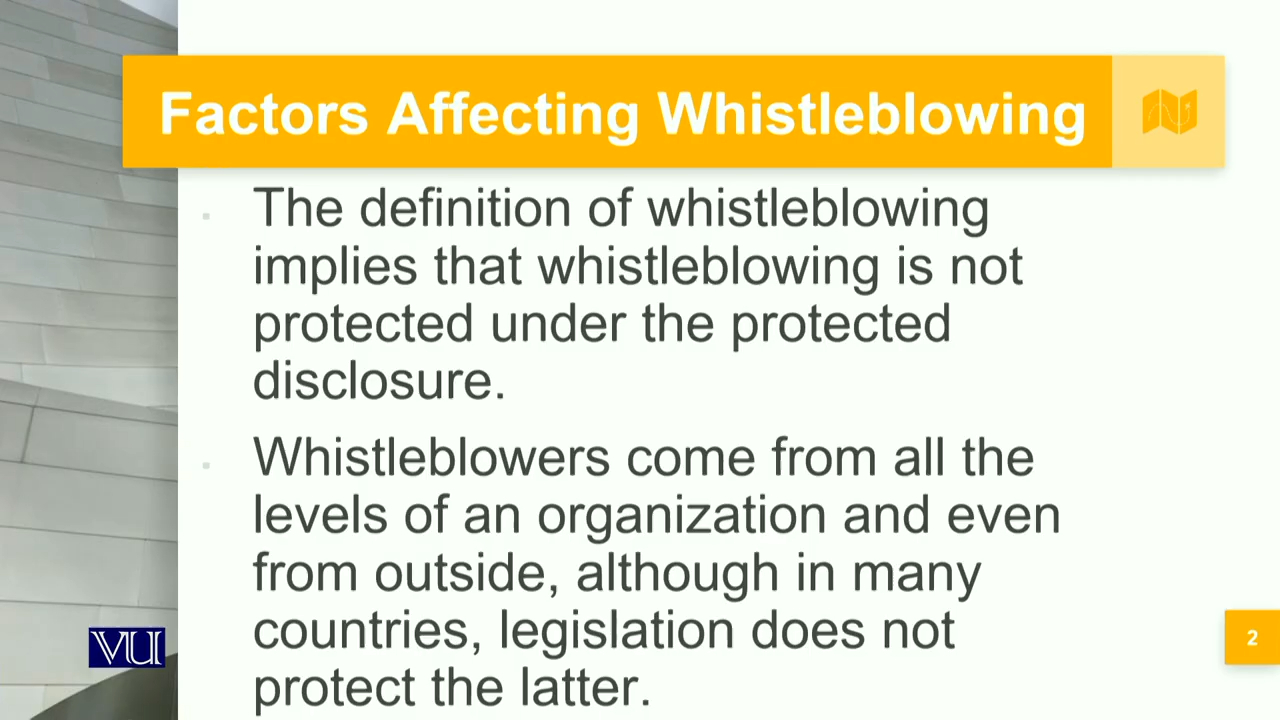 Factors Affecting Whistleblowing
The definition of whistleblowing
implies that whistleblowing is not
protected under the protected
disclosure.
Whistleblowers come from all the
levels of an organization and even
from outside, although in many
countries, legislation does not
protect the latter.
VU
2